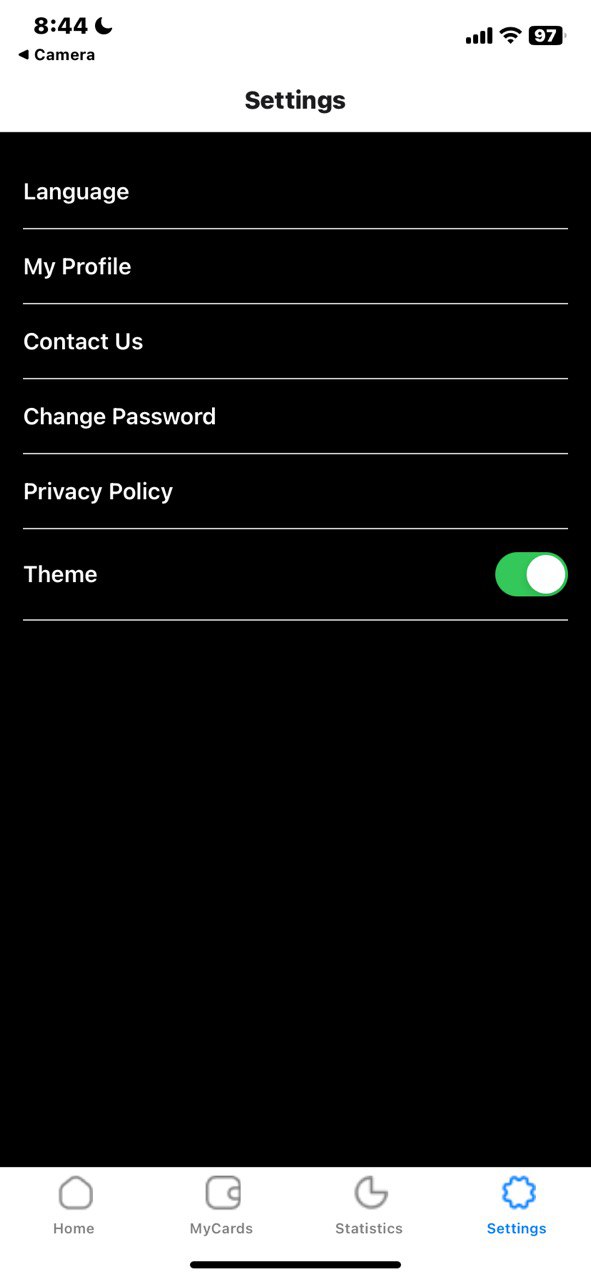 8:44
97
◀ Camera
Settings
Language
My Profile
Contact Us
Change Password
Privacy Policy
Theme
Home
MyCards
Statistics
Settings